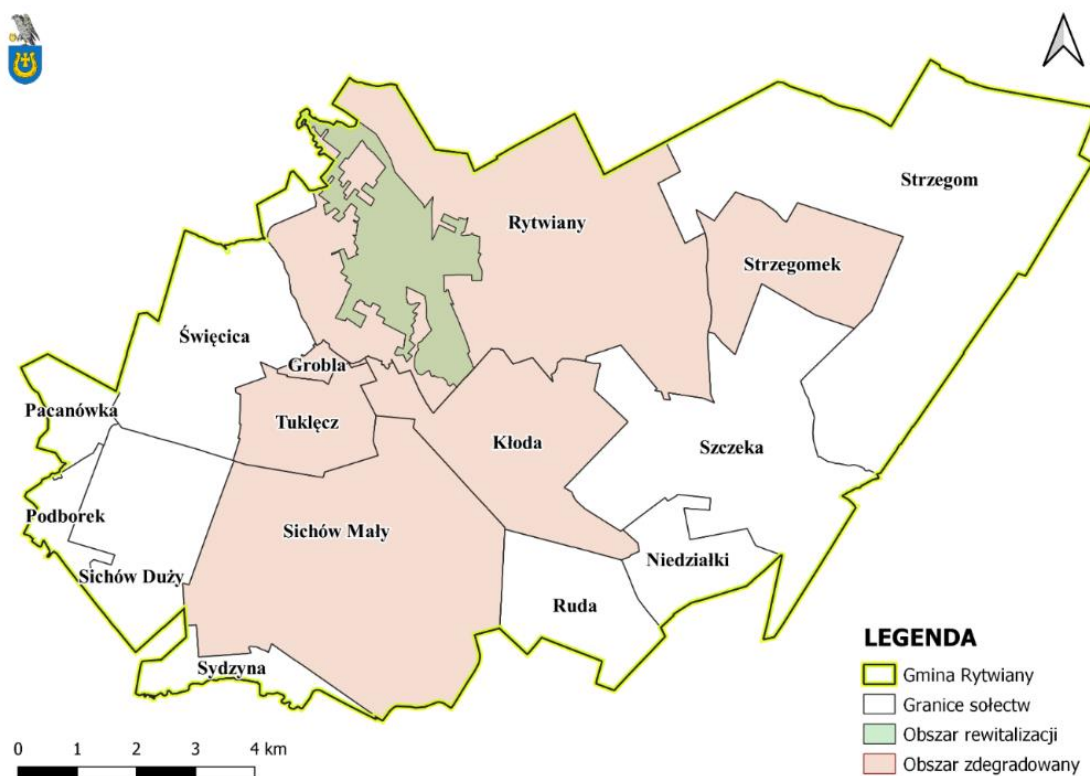 Strzegom
Rytwiany
Strzegomek
Święcica
Grobla
Pacanówka
Tuklęcz
Kłoda
Szczeka
Podborek
Sichów Mały
Niedziałki
Sichów Duży
Ruda
Sydzyna
LEGENDA
Gmina Rytwiany
Granice sołectw
Obszar rewitalizacji
Obszar zdegradowany
0 1 2 3 4 km